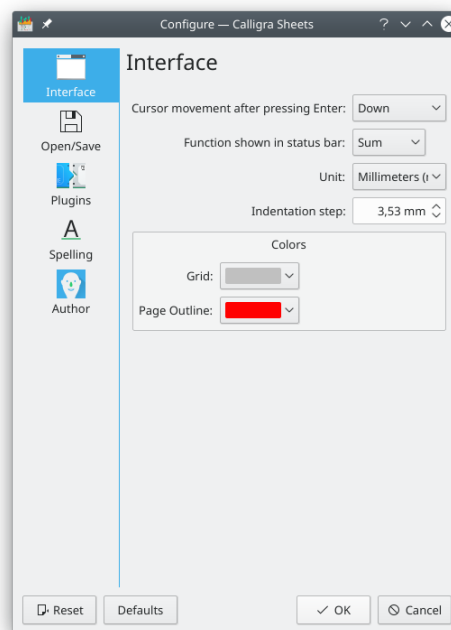 Configure — Calligra Sheets
Interface
Interface
Cursor movement after pressing Enter: Down
Open/Save
Function shown in status bar: Sum
Unit: Millimeters (
Plugins
Indentation step: 3,53 mm
Spelling
Colors
Author
Grid:
Page Outline:
Reset Defaults OK Cancel